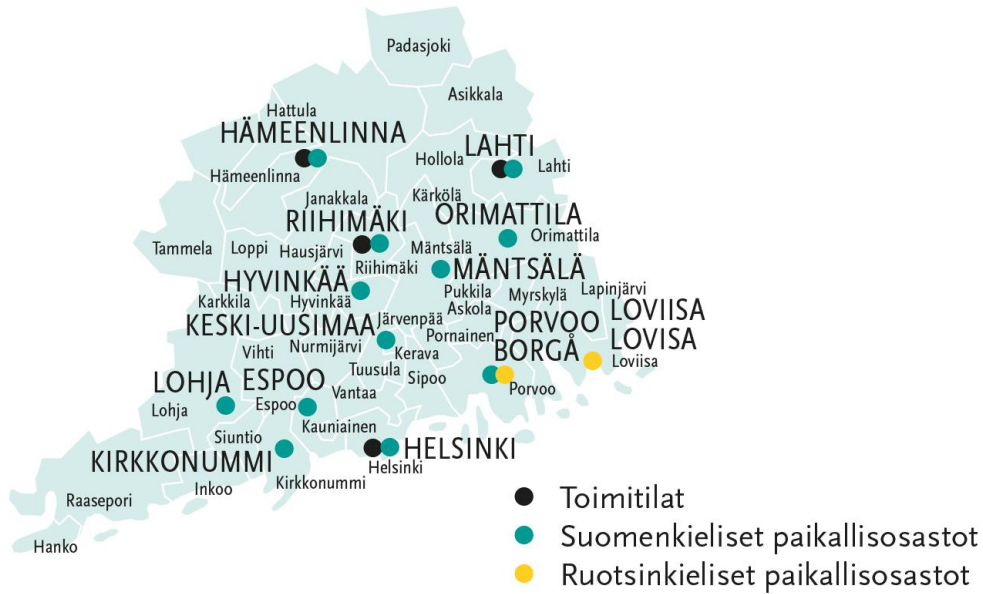 Padasjoki
Asikkala
Hattula
HÄMEENLINNA
LAHTI
Hollola
Lahti
Hämeenlinna
Janakkala
Kärkölä
RIIHIMÄKI
ORIMATTILA
Orimattila
Tammela
Loppi
Hausjärvi
Mäntsälä
Riihimäki
MÄNTSÄLÄ
HYVINKÄÄ
Pukkila
Myrskylä
Lapinjärvi
Karkkila
Hyvinkää
Askola
LOVIISA
KESKI-UUSIMAA
Järvenpää
PORVOO
Pornainen
LOVISA
Vihti
Nurmijärvi
Kerava
BORGÅ
Loviisa
Tuusula
Sipoo
LOHJA
ESPOO
Vantaa
Porvoo
Lohja
Espoo
Kauniainen
Siuntio
HELSINKI
KIRKKONUMMI
Helsinki
Kirkkonummi
Inkoo
Raasepori
Hanko
Toimitilat
Suomenkieliset paikallisosastot
Ruotsinkieliset paikallisosastot